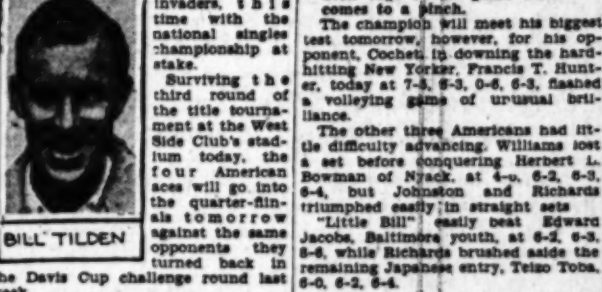 invaders, this
time with the
national singles
championship at
stake.
Surviving the
third round of
the title tourna-
ment at the West
Side Club's stad-
ium today, the
four American
aces will go into
the quarter-fin-
als tomorrow
against the same
opponents they
turned back in
he Davis Cup challenge round last
BILL TILDEN
comes to a pinch.
The champion will meet his biggest
test tomorrow, however, for his op-
ponent, Cochet, in downing the hard-
hitting New Yorker, Francis T. Hunt-
er, today at 7-5, 6-3, 0-6, 6-3, flashed
a volleying game of unusual bril-
liance.
The other three Americans had lit-
tle difficulty advancing. Williams lost
a set before conquering Herbert L.
Bowman of Nyack, at 6-2, 6-3,
6-4, but Johnston and Richards
triumphed easily in straight sets
"Little Bill" easily beat Edward
Jacobs, Baltimore youth, at 6-2, 6-3,
while Richards brushed aside the
remaining Japanese entry, Teizo Toba,
6-0, 6-2, 6-4.